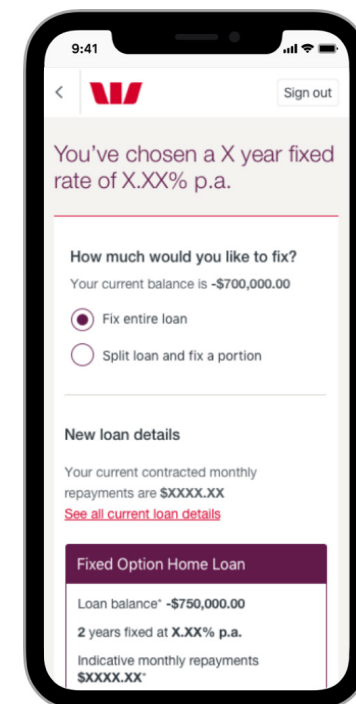 9:41
Sign out
You've chosen a X year fixed
rate of X.XX% p.a.
How much would you like to fix?
Your current balance is -$700,000.00
Fix entire loan
Split loan and fix a portion
New loan details
Your current contracted monthly
repayments are $XXXX.XX
See all current loan details
Fixed Option Home Loan
Loan balance* -$750,000.00
2 years fixed at X.XX% p.a.
Indicative monthly repayments
$XXXX.XX*